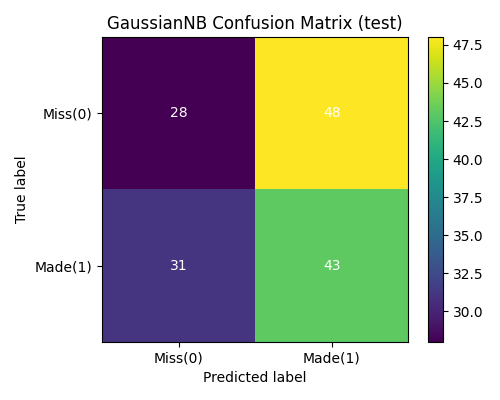 GaussianNB Confusion Matrix (test)
True label
Miss(0)
Made(1)
28
48
31
43
Miss(0)
Made(1)
Predicted label
47.5
45.0
42.5
40.0
37.5
35.0
32.5
30.0